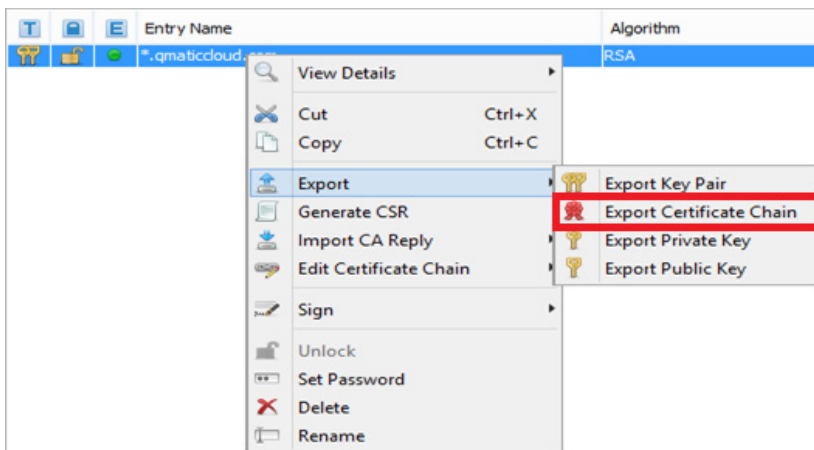 T E Entry Name Algorithm
*.qmaticcloud.com RSA
View Details
Cut Ctrl+X
Copy Ctrl+C
Export
Export Key Pair
Generate CSR
Export Certificate Chain
Import CA Reply
Export Private Key
Edit Certificate Chain
Export Public Key
Sign
Unlock
Set Password
Delete
Rename